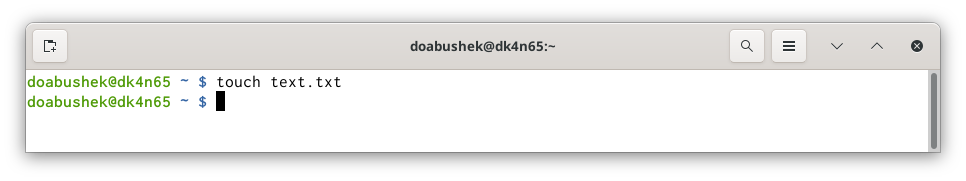 doabushek@dk4n65:~
doabushek@dk4n65 ~ $ touch text.txt
doabushek@dk4n65 ~ $